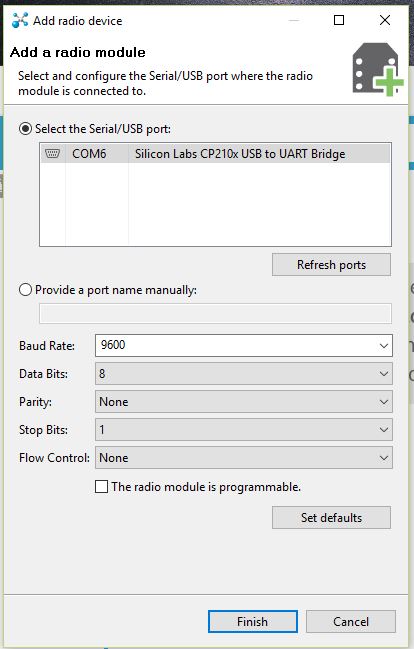 Add radio device
Add a radio module
Select and configure the Serial/USB port where the radio
module is connected to.
Select the Serial/USB port:
COM6 Silicon Labs CP210x USB to UART Bridge
Refresh ports
Provide a port name manually:
Baud Rate: 9600
Data Bits: 8
Parity: None
Stop Bits: 1
Flow Control: None
The radio module is programmable.
Set defaults
Finish Cancel